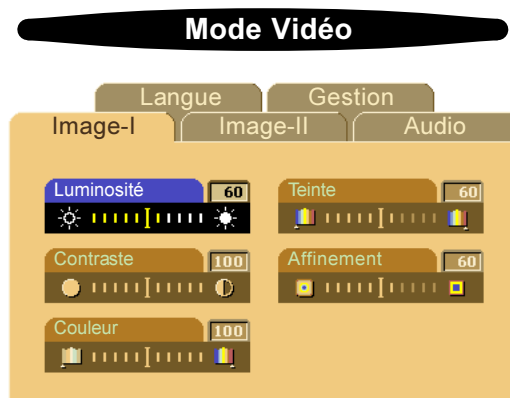 Mode Vidéo
Langue Gestion
Image-I Image-II Audio
Luminosité 60 Teinte 60
Contraste 100 Affinement 60
Couleur 100